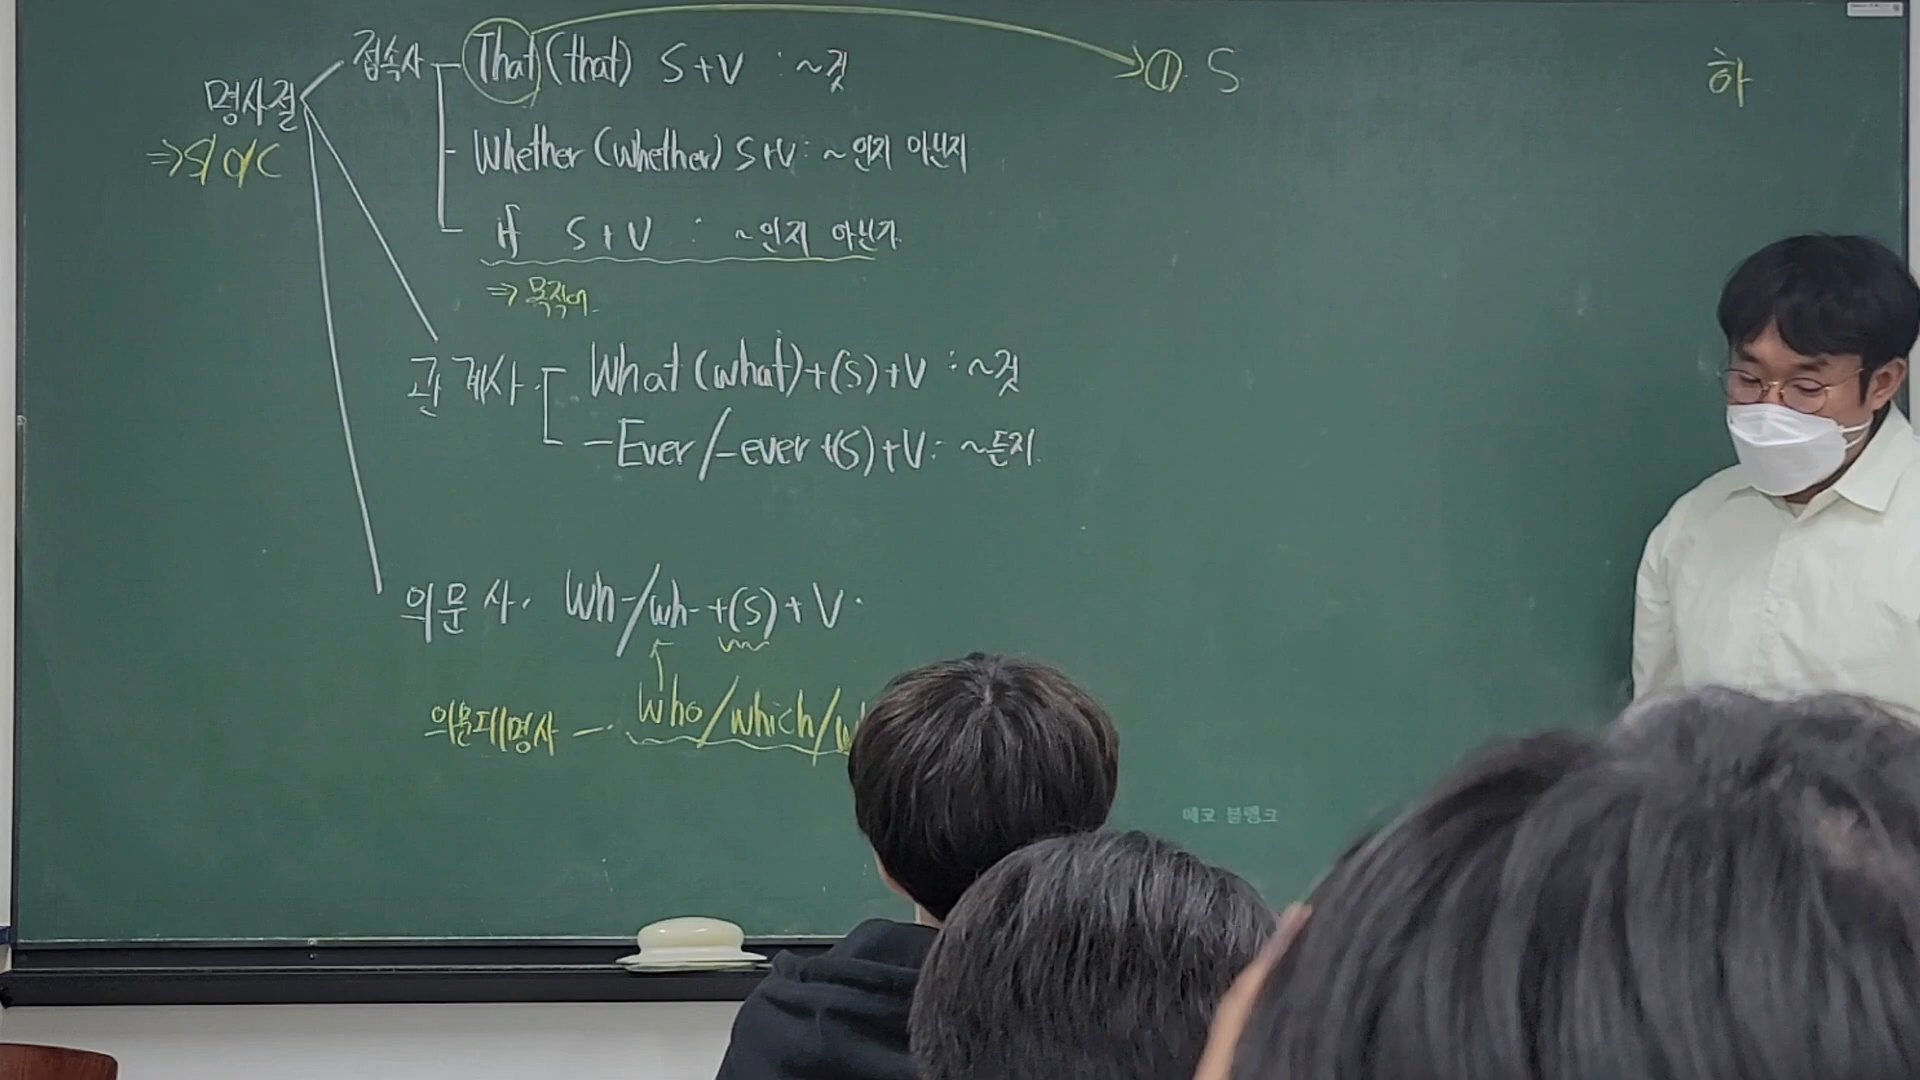 접속사 That (that) S+V : ~것 ① S 하
명사절
⇒ S/O/C
Whether (whether) S+V : ~인지 아닌지
if S+V : ~인지 아닌지
⇒ 목적어.
관계사. What (what)+(S)+V : ~것
-Ever/-ever +(S)+V : ~든지.
의문사. Wh-/wh- +(S)+V.
의문대명사 - who/which/
에코 블랭크